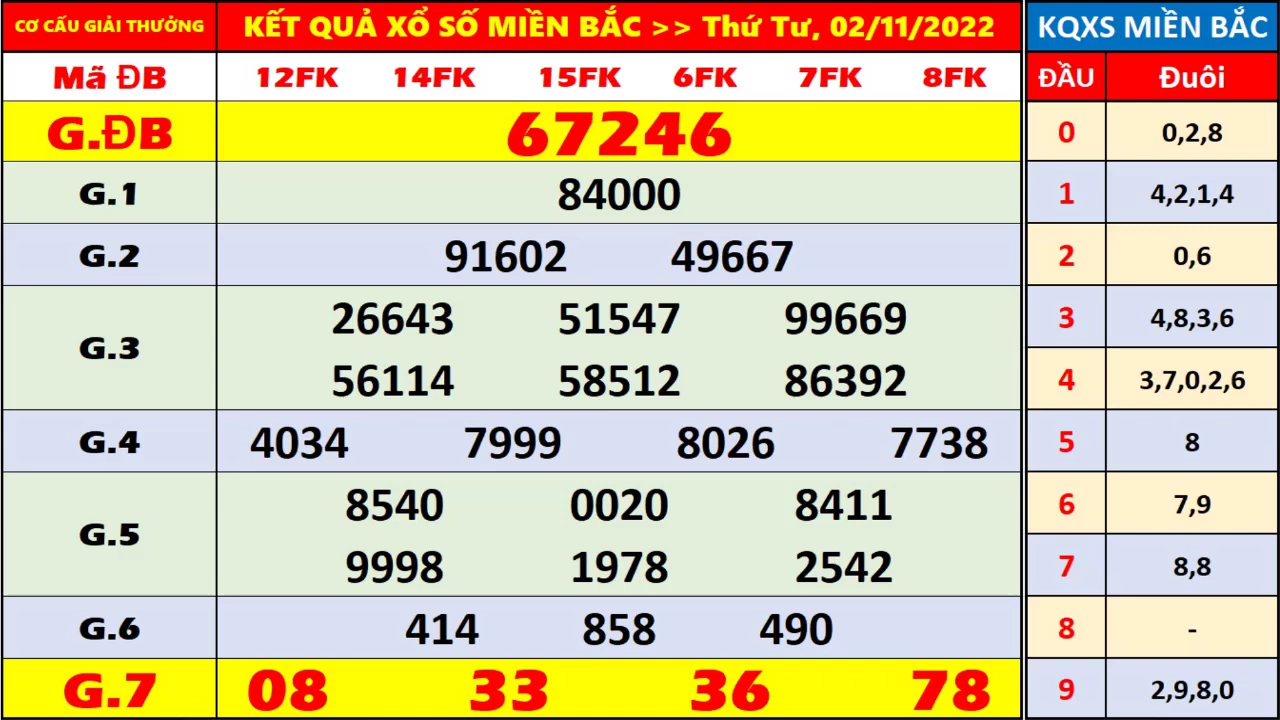 CƠ CẤU GIẢI THƯỞNG KẾT QUẢ XỔ SỐ MIỀN BẮC >> Thứ Tư, 02/11/2022
Mã ĐB 12FK 14FK 15FK 6FK 7FK 8FK
G.ĐB 67246
G.1 84000
G.2 91602 49667
G.3
26643 51547 99669
56114 58512 86392
G.4 4034 7999 8026 7738
G.5
8540 0020 8411
9998 1978 2542
G.6 414 858 490
G.7 08 33 36 78
KQXS MIỀN BẮC
ĐẦU Đuôi
0 0,2,8
1 4,2,1,4
2 0,6
3 4,8,3,6
4 3,7,0,2,6
5 8
6 7,9
7 8,8
8 -
9 2,9,8,0